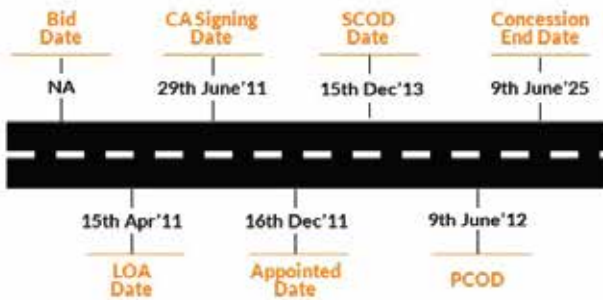 Bid
Date
CA Signing
Date
SCOD
Date
Concession
End Date
NA
29th June'11
15th Dec'13
9th June'25
15th Apr'11
16th Dec'11
9th June'12
LOA
Date
Appointed
Date
PCOD